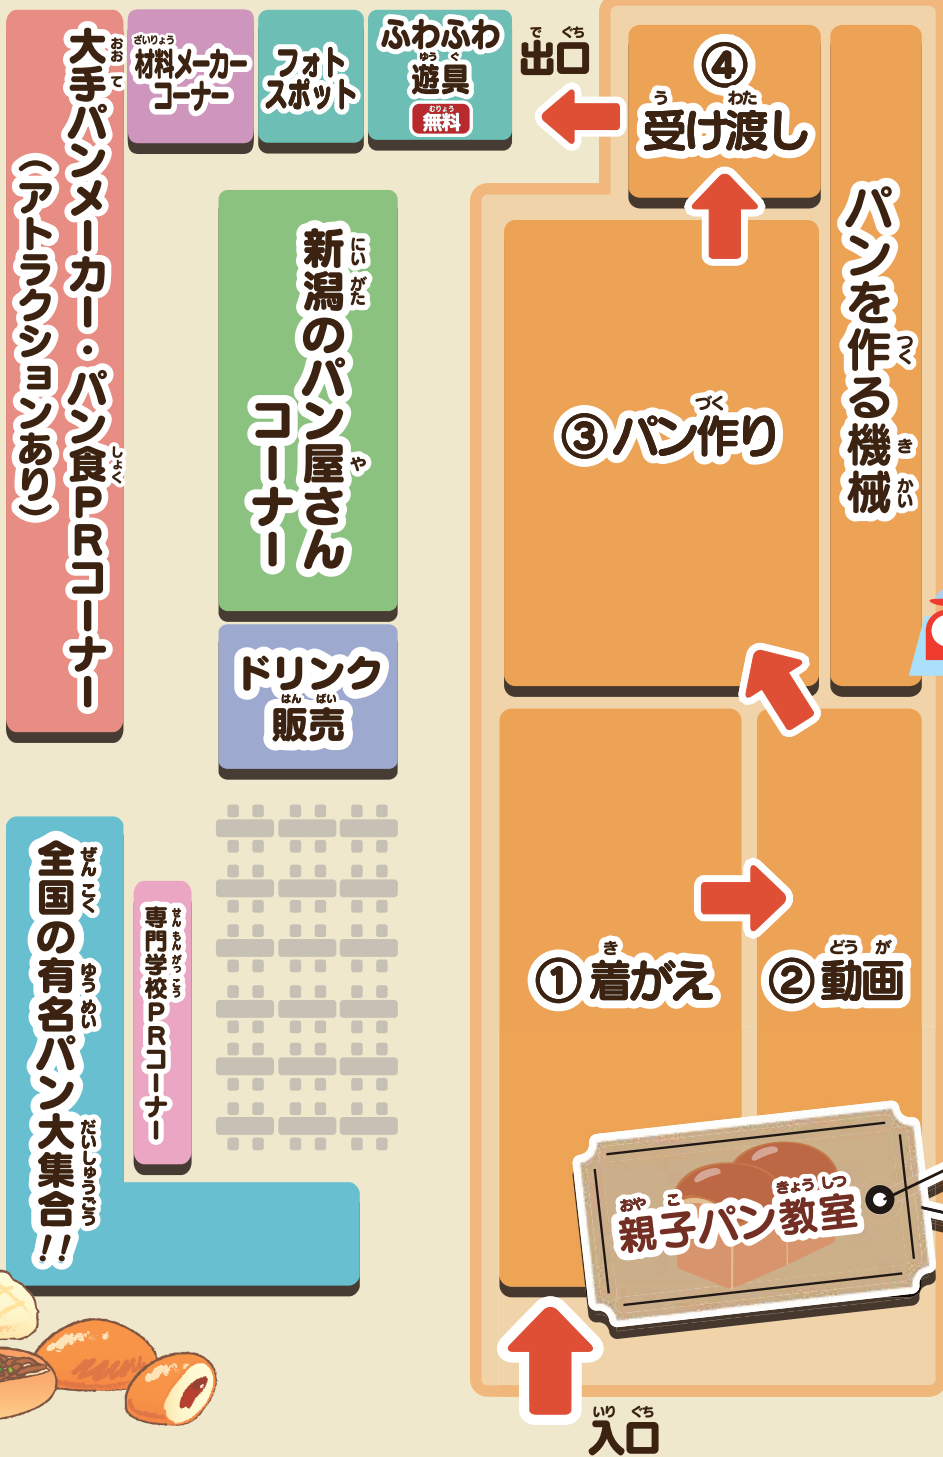 大手パンメーカー・パン食PRコーナー
（アトラクションあり）
材料メーカー
コーナー
フォト
スポット
ふわふわ
遊具
無料
出口
④
受け渡し
パンを作る機械
新潟のパン屋さん
コーナー
③パン作り
ドリンク
販売
①着がえ
②動画
全国の有名パン大集合!!
専門学校PRコーナー
親子パン教室
入口